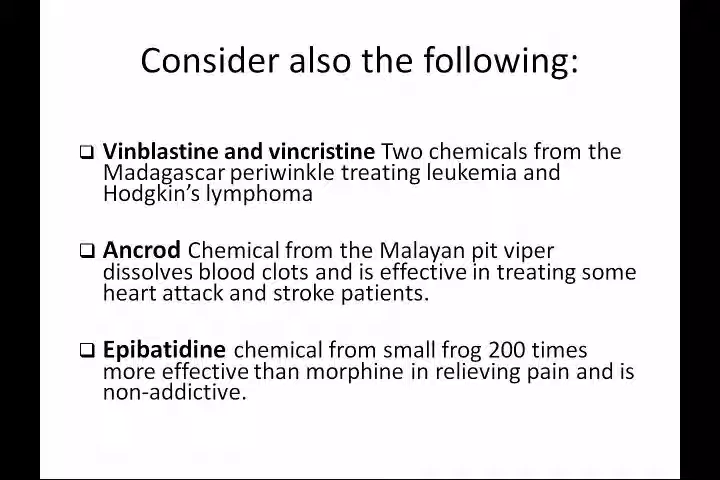 Consider also the following:
❑ Vinblastine and vincristine Two chemicals from the
Madagascar periwinkle treating leukemia and
Hodgkin’s lymphoma
❑ Ancrod Chemical from the Malayan pit viper
dissolves blood clots and is effective in treating some
heart attack and stroke patients.
❑ Epibatidine chemical from small frog 200 times
more effective than morphine in relieving pain and is
non-addictive.